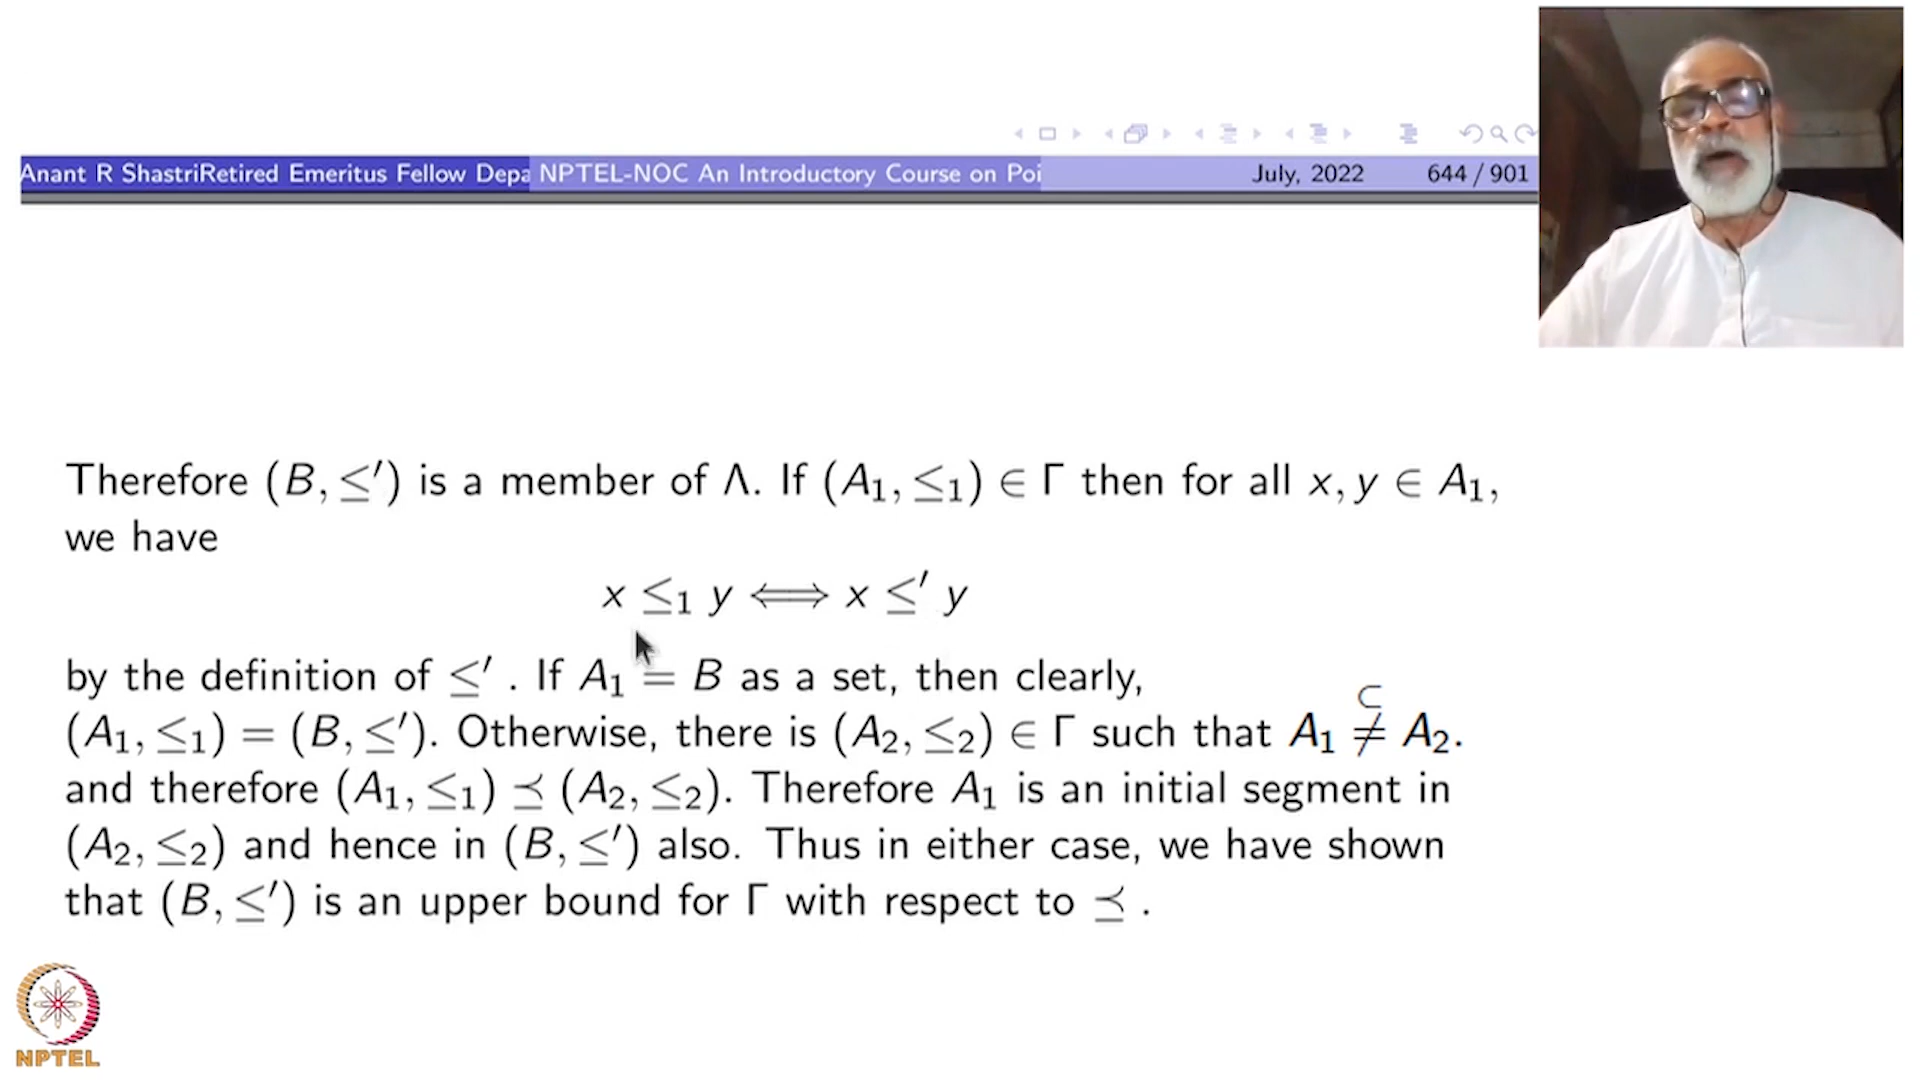 Anant R ShastriRetired Emeritus Fellow Depa NPTEL-NOC An Introductory Course on Poi July, 2022 644 / 901
Therefore (B, ≤′) is a member of Λ. If (A₁, ≤₁) ∈ Γ then for all x, y ∈ A₁,
we have
x ≤₁ y ⟺ x ≤′ y
by the definition of ≤′ . If A₁ = B as a set, then clearly,
(A₁, ≤₁) = (B, ≤′). Otherwise, there is (A₂, ≤₂) ∈ Γ such that A₁ ⊊ A₂.
and therefore (A₁, ≤₁) ⪯ (A₂, ≤₂). Therefore A₁ is an initial segment in
(A₂, ≤₂) and hence in (B, ≤′) also. Thus in either case, we have shown
that (B, ≤′) is an upper bound for Γ with respect to ⪯ .
NPTEL